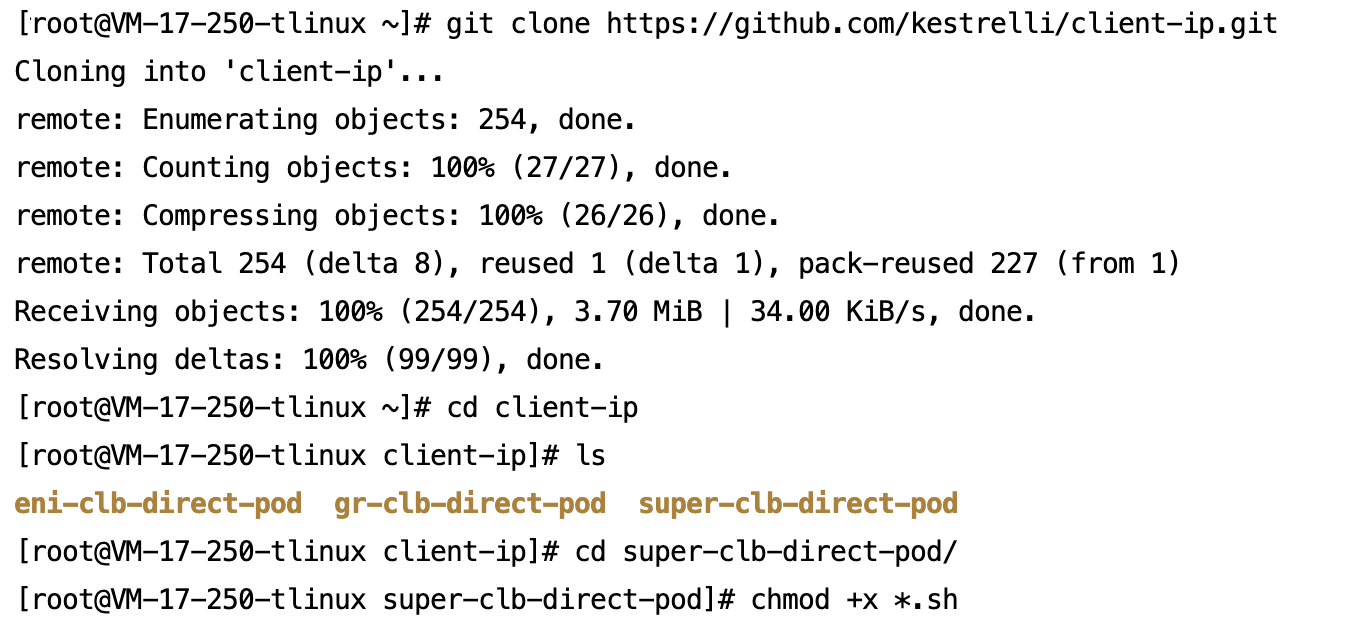 [root@VM-17-250-tlinux ~]# git clone https://github.com/kestrelli/client-ip.git
Cloning into 'client-ip'...
remote: Enumerating objects: 254, done.
remote: Counting objects: 100% (27/27), done.
remote: Compressing objects: 100% (26/26), done.
remote: Total 254 (delta 8), reused 1 (delta 1), pack-reused 227 (from 1)
Receiving objects: 100% (254/254), 3.70 MiB | 34.00 KiB/s, done.
Resolving deltas: 100% (99/99), done.
[root@VM-17-250-tlinux ~]# cd client-ip
[root@VM-17-250-tlinux client-ip]# ls
eni-clb-direct-pod  gr-clb-direct-pod  super-clb-direct-pod
[root@VM-17-250-tlinux client-ip]# cd super-clb-direct-pod/
[root@VM-17-250-tlinux super-clb-direct-pod]# chmod +x *.sh